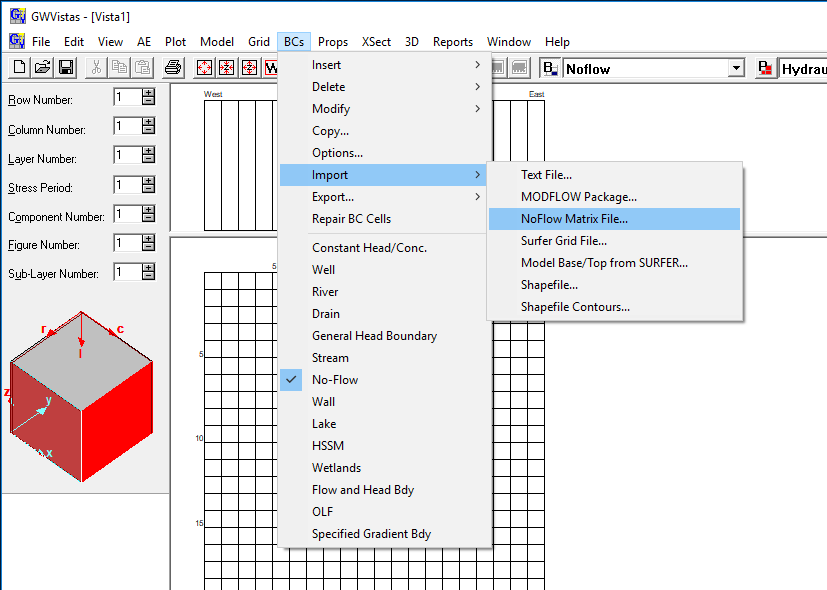 GWVistas - [Vista1]
File Edit View AE Plot Model Grid BCs Props XSect 3D Reports Window Help
Noflow
Row Number: 1
Column Number: 1
Layer Number: 1
Stress Period: 1
Component Number: 1
Figure Number: 1
Sub-Layer Number: 1
r c
l
z
y
x
West East
5
5
10
15
Insert
Delete
Modify
Copy...
Options...
Import
Export...
Repair BC Cells
Constant Head/Conc.
Well
River
Drain
General Head Boundary
Stream
No-Flow
Wall
Lake
HSSM
Wetlands
Flow and Head Bdy
OLF
Specified Gradient Bdy
Text File...
MODFLOW Package...
NoFlow Matrix File...
Surfer Grid File...
Model Base/Top from SURFER...
Shapefile...
Shapefile Contours...